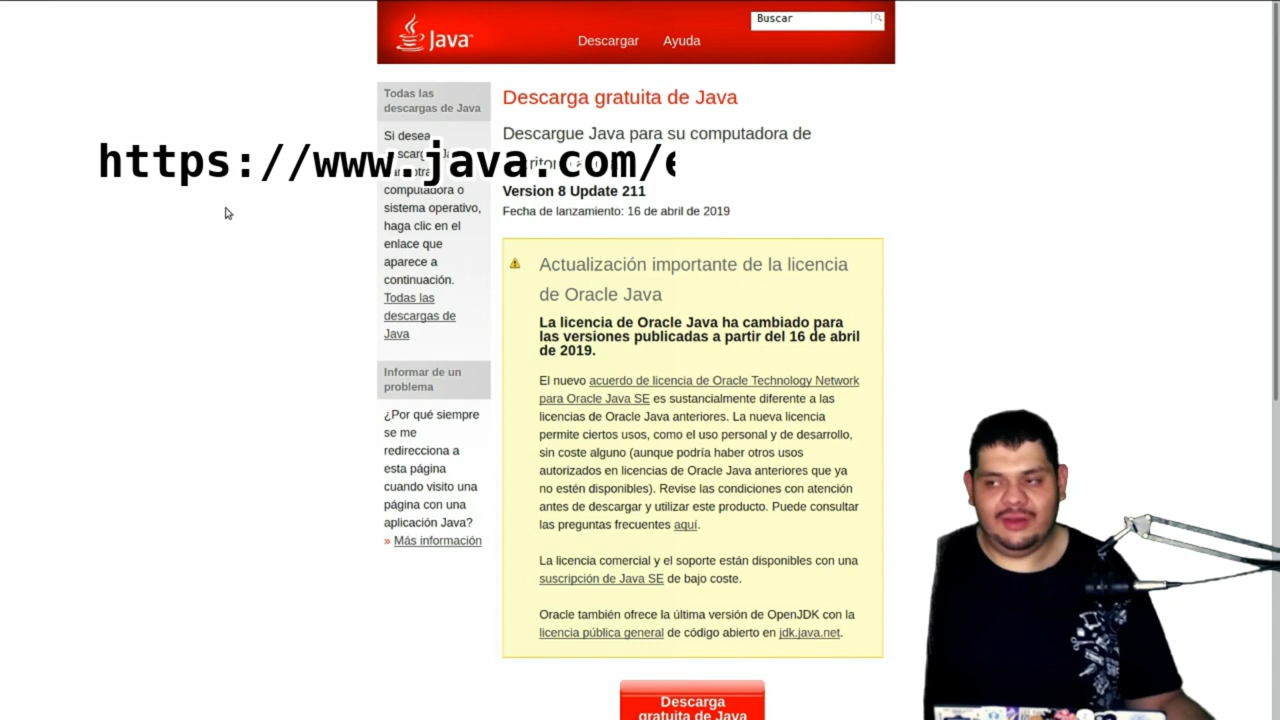 Java
Buscar
Descargar
Ayuda
Todas las
descargas de Java
Si desea
computadora o
sistema operativo,
haga clic en el
enlace que
aparece a
continuación.
Todas las
descargas de
Java
Informar de un
problema
¿Por qué siempre
se me
redirecciona a
esta página
cuando visito una
página con una
aplicación Java?
» Más información
https://www.java.com/e
Descarga gratuita de Java
Descargue Java para su computadora de
Version 8 Update 211
Fecha de lanzamiento: 16 de abril de 2019
Actualización importante de la licencia
de Oracle Java
La licencia de Oracle Java ha cambiado para
las versiones publicadas a partir del 16 de abril
de 2019.
El nuevo acuerdo de licencia de Oracle Technology Network
para Oracle Java SE es sustancialmente diferente a las
licencias de Oracle Java anteriores. La nueva licencia
permite ciertos usos, como el uso personal y de desarrollo,
sin coste alguno (aunque podría haber otros usos
autorizados en licencias de Oracle Java anteriores que ya
no estén disponibles). Revise las condiciones con atención
antes de descargar y utilizar este producto. Puede consultar
las preguntas frecuentes aquí.
La licencia comercial y el soporte están disponibles con una
suscripción de Java SE de bajo coste.
Oracle también ofrece la última versión de OpenJDK con la
licencia pública general de código abierto en jdk.java.net.
Descarga
gratuita de Java